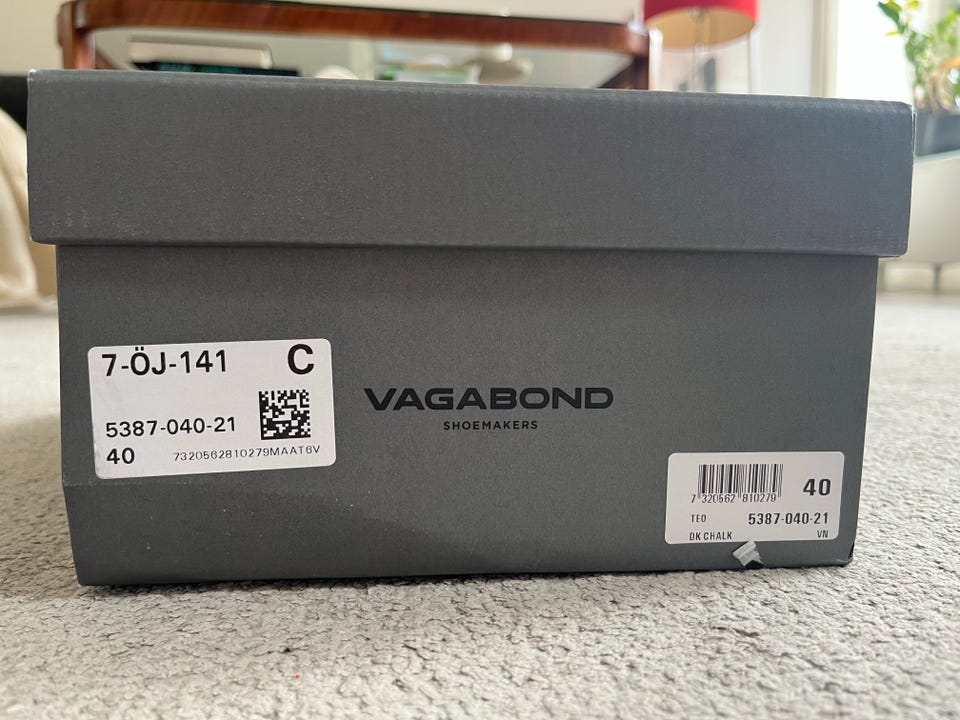 7-ÖJ-141 C
5387-040-21
40 7320562810279MAAT6V
VAGABOND
SHOEMAKERS
7 320562 810279 40
TEO 5387-040-21
DK CHALK VN